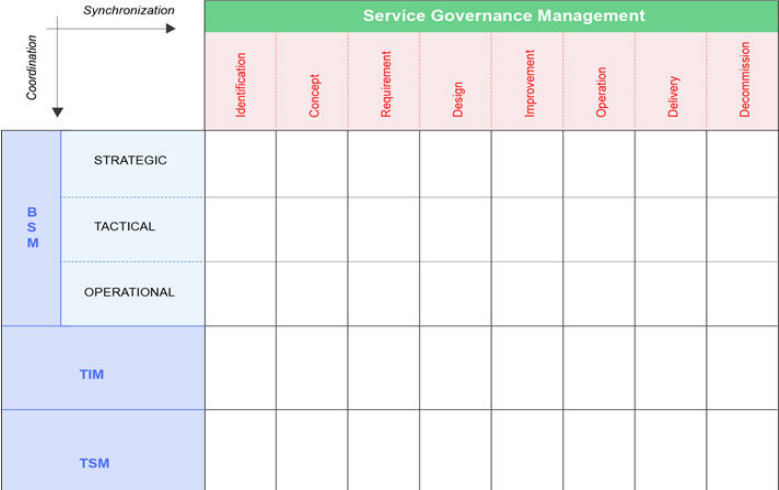 Synchronization
Coordination
Service Governance Management
Identification
Concept
Requirement
Design
Improvement
Operation
Delivery
Decommission
B
S
M
STRATEGIC
TACTICAL
OPERATIONAL
TIM
TSM